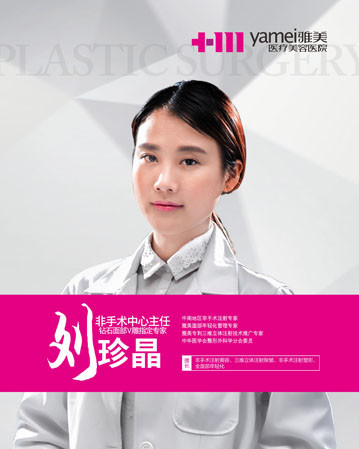 yamei雅美
医疗美容医院
PLASTIC SURGERY
非手术中心主任
钻石面部V雕指定专家
刘珍晶
中南地区非手术注射专家
雅美面部年轻化管理专家
雅美专利三维立体注射技术推广专家
中华医学会整形外科学分会委员
擅长
非手术注射美容、三维立体注射除皱、非手术注射塑形、
全面部年轻化